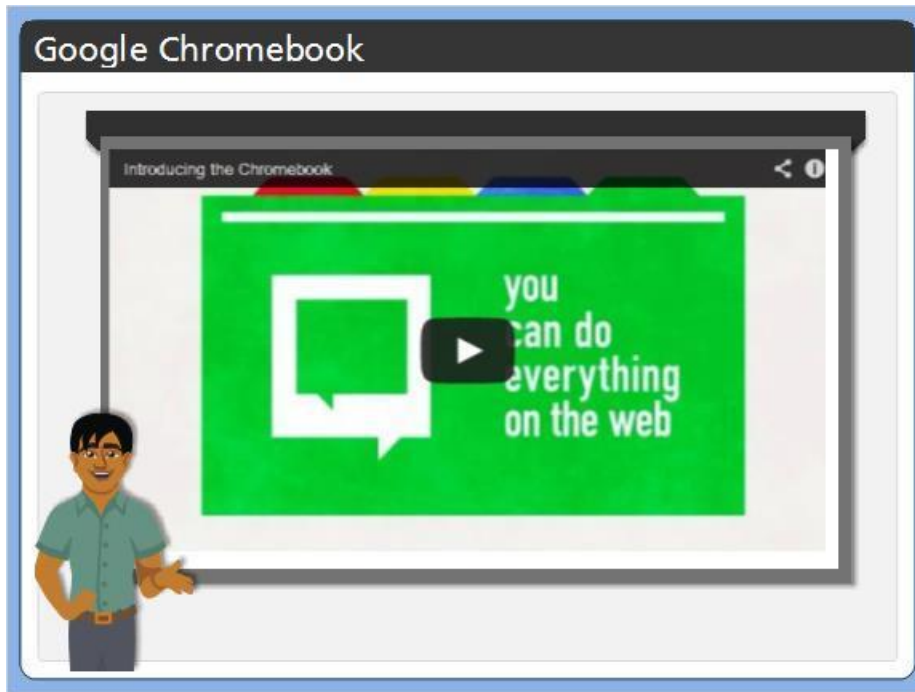 Google Chromebook
Introducing the Chromebook
you
can do
everything
on the web